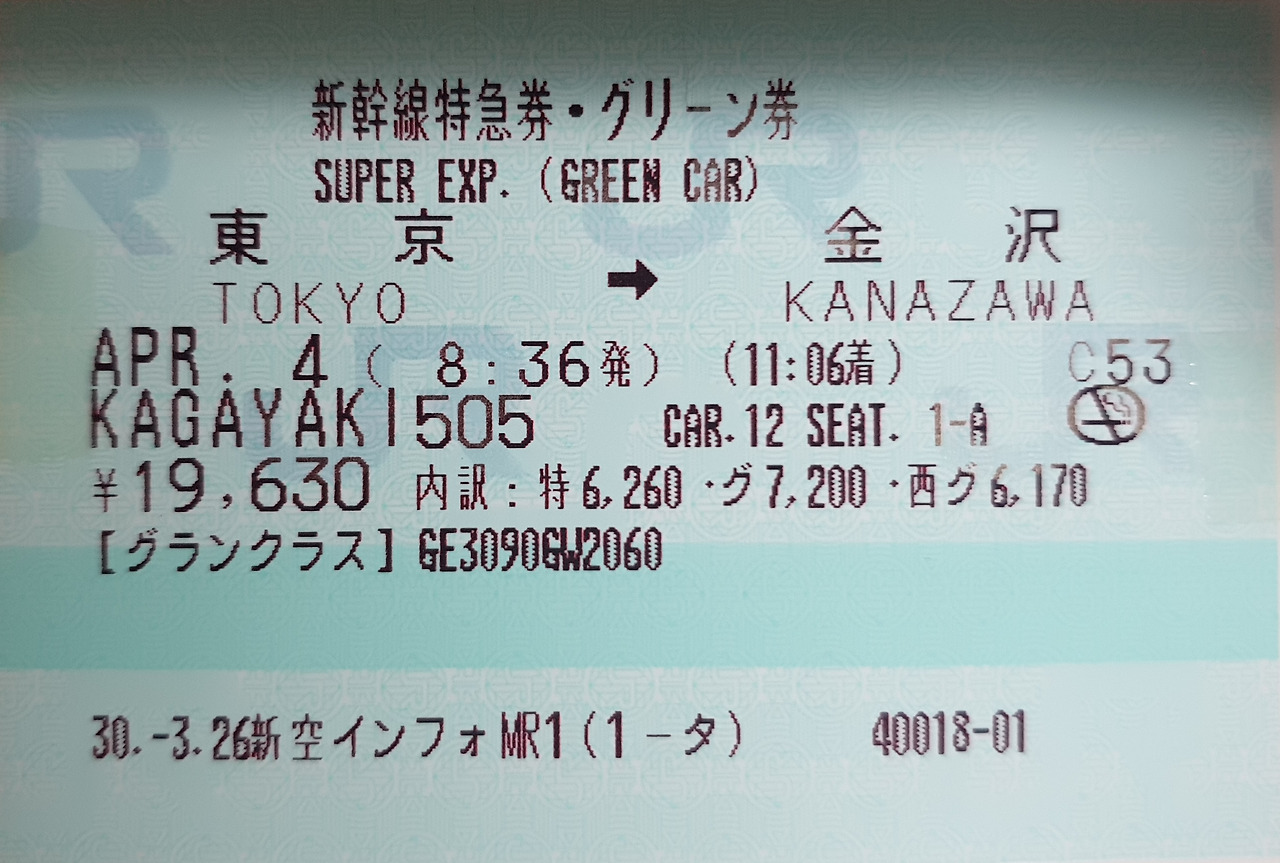 新幹線特急券・グリーン券
SUPER EXP. (GREEN CAR)
東京 → 金沢
TOKYO KANAZAWA
APR. 4 ( 8:36発) (11:06着) C53
KAGAYAKI 505 CAR.12 SEAT. 1-A
¥19,630 内訳:特6,260・グ7,200・西グ6,170
[グランクラス] GE3090GW2060
30.-3.26新空インフォMR1(1-タ) 40018-01